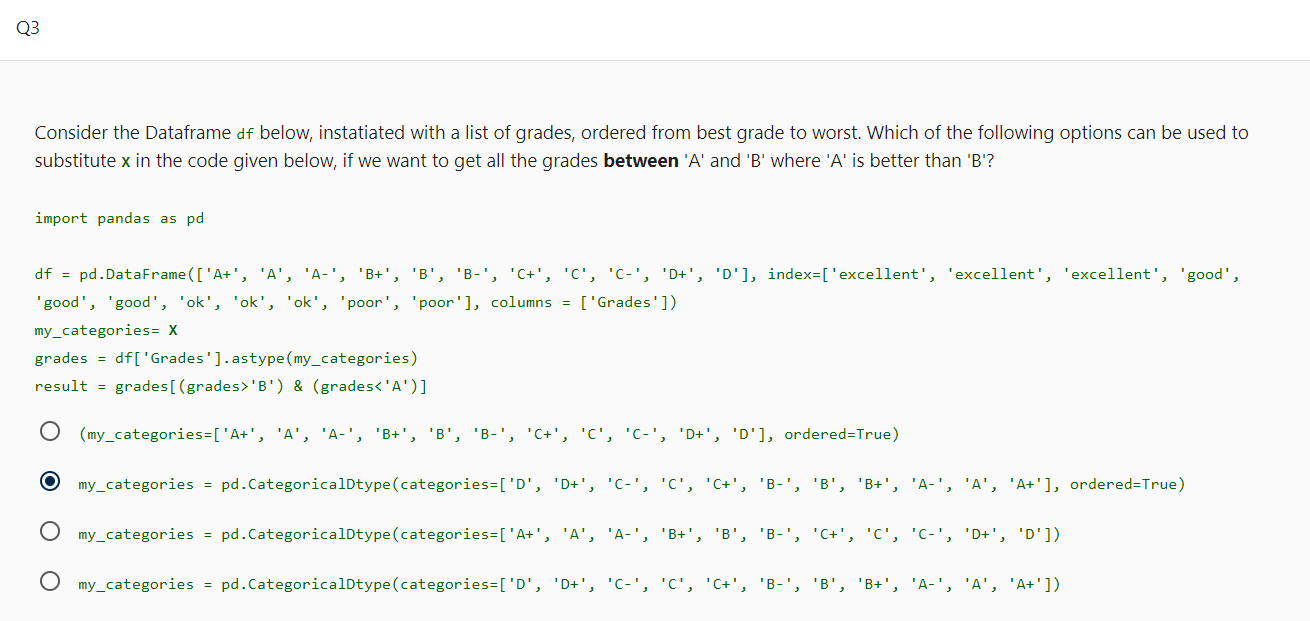 Q3
Consider the Dataframe df below, instatiated with a list of grades, ordered from best grade to worst. Which of the following options can be used to
substitute x in the code given below, if we want to get all the grades between 'A' and 'B' where 'A' is better than 'B'?
import pandas as pd
df = pd.DataFrame(['A+', 'A', 'A-', 'B+', 'B', 'B-', 'C+', 'C', 'C-', 'D+', 'D'], index=['excellent', 'excellent', 'excellent', 'good',
'good', 'good', 'ok', 'ok', 'ok', 'poor', 'poor'], columns = ['Grades'])
my_categories= X
grades = df['Grades'].astype(my_categories)
result = grades[(grades>'B') & (grades<'A')]
(my_categories=['A+', 'A', 'A-', 'B+', 'B', 'B-', 'C+', 'C', 'C-', 'D+', 'D'], ordered=True)
my_categories = pd.CategoricalDtype(categories=['D', 'D+', 'C-', 'C', 'C+', 'B-', 'B', 'B+', 'A-', 'A', 'A+'], ordered=True)
my_categories = pd.CategoricalDtype(categories=['A+', 'A', 'A-', 'B+', 'B', 'B-', 'C+', 'C', 'C-', 'D+', 'D'])
my_categories = pd.CategoricalDtype(categories=['D', 'D+', 'C-', 'C', 'C+', 'B-', 'B', 'B+', 'A-', 'A', 'A+'])